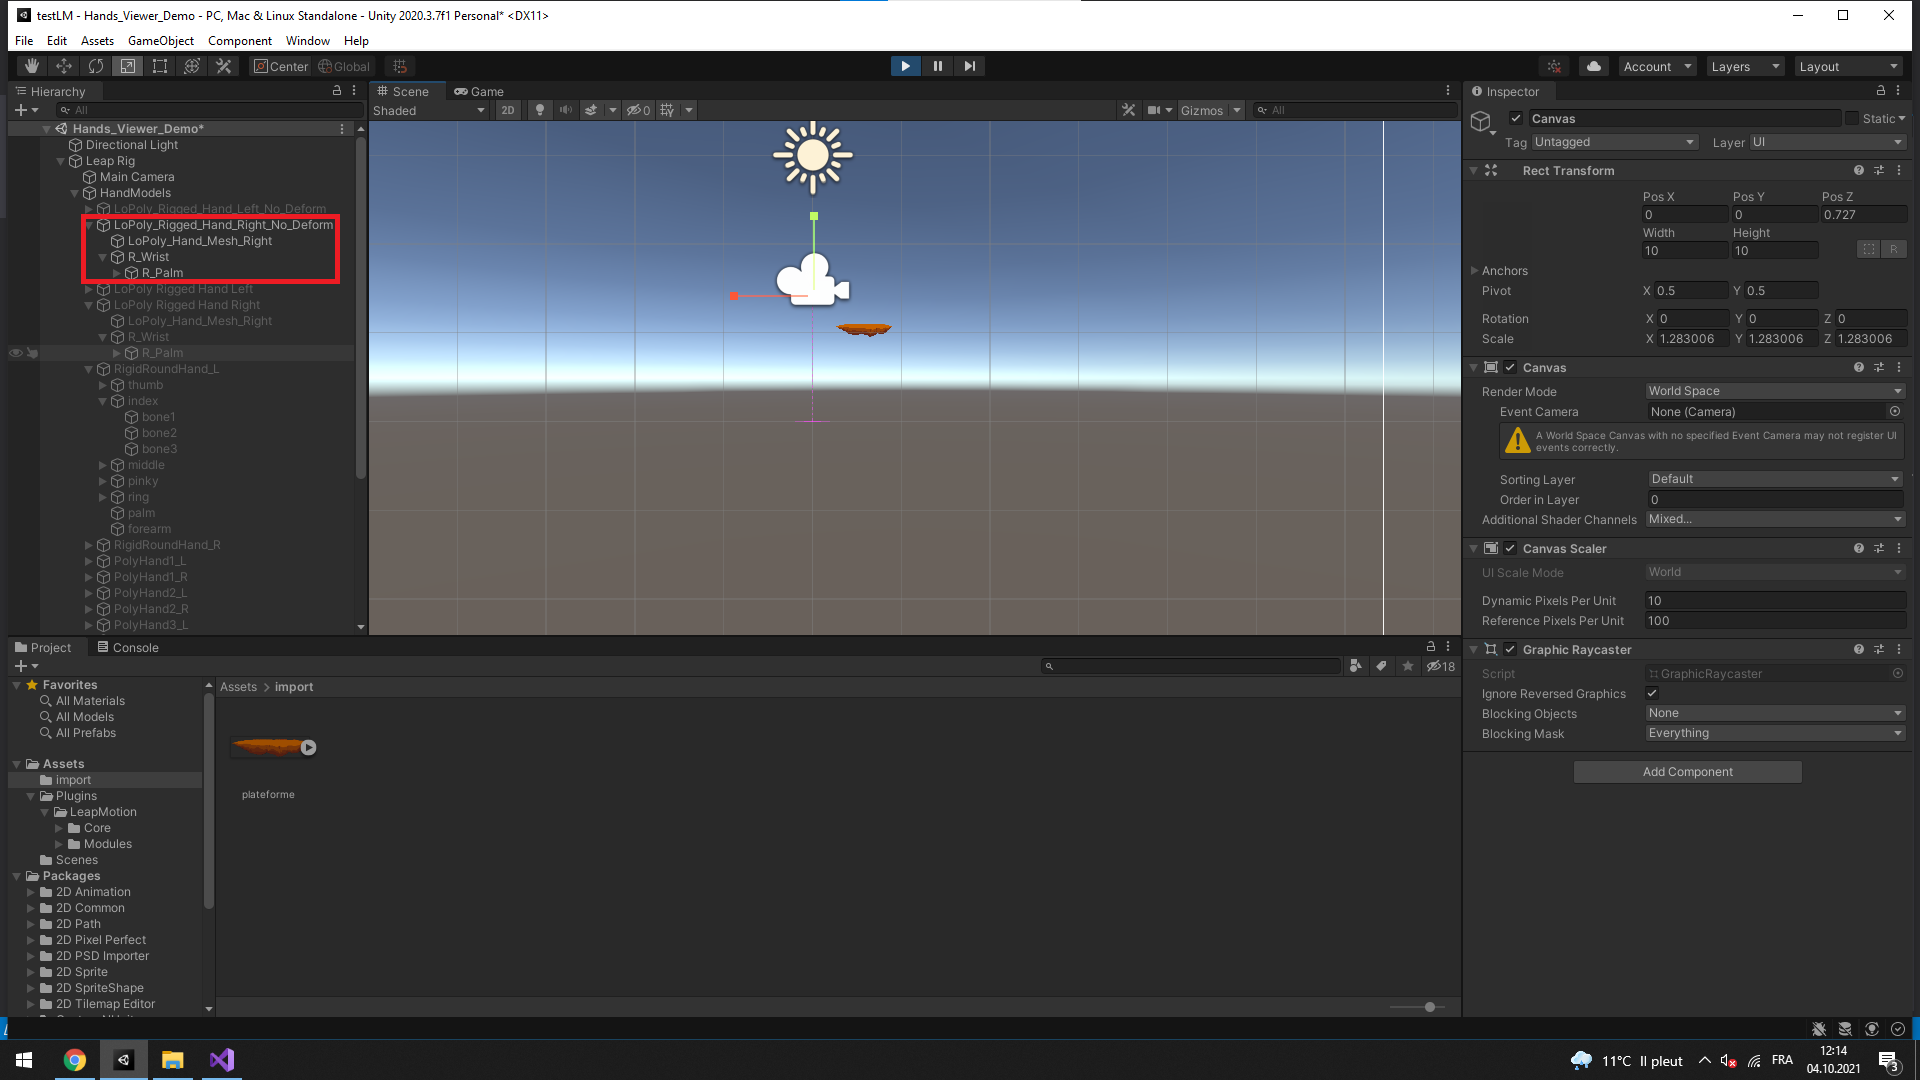 testLM - Hands_Viewer_Demo - PC, Mac & Linux Standalone - Unity 2020.3.7f1 Personal* <DX11>
File Edit Assets GameObject Component Window Help
Center Global
Account Layers Layout
Hierarchy
All
Hands_Viewer_Demo*
Directional Light
Leap Rig
Main Camera
HandModels
LoPoly_Rigged_Hand_Left_No_Deform
LoPoly_Rigged_Hand_Right_No_Deform
LoPoly_Hand_Mesh_Right
R_Wrist
R_Palm
LoPoly Rigged Hand Left
LoPoly Rigged Hand Right
LoPoly_Hand_Mesh_Right
R_Wrist
R_Palm
RigidRoundHand_L
thumb
index
bone1
bone2
bone3
middle
pinky
ring
palm
forearm
RigidRoundHand_R
PolyHand1_L
PolyHand1_R
PolyHand2_L
PolyHand2_R
PolyHand3_L
Scene Game
Shaded 2D 0 Gizmos All
Inspector
Canvas Static
Tag Untagged Layer UI
Rect Transform
Pos X Pos Y Pos Z
0 0 0.727
Width Height
10 10 R
Anchors
Pivot X 0.5 Y 0.5
Rotation X 0 Y 0 Z 0
Scale X 1.283006 Y 1.283006 Z 1.283006
Canvas
Render Mode World Space
Event Camera None (Camera)
A World Space Canvas with no specified Event Camera may not register UI
events correctly.
Sorting Layer Default
Order in Layer 0
Additional Shader Channels Mixed...
Canvas Scaler
UI Scale Mode World
Dynamic Pixels Per Unit 10
Reference Pixels Per Unit 100
Graphic Raycaster
Script GraphicRaycaster
Ignore Reversed Graphics
Blocking Objects None
Blocking Mask Everything
Add Component
Project Console
18
Favorites
All Materials
All Models
All Prefabs
Assets
import
Plugins
LeapMotion
Core
Modules
Scenes
Packages
2D Animation
2D Common
2D Path
2D Pixel Perfect
2D PSD Importer
2D Sprite
2D SpriteShape
2D Tilemap Editor
Assets > import
plateforme
11°C Il pleut FRA
12:14
04.10.2021
3